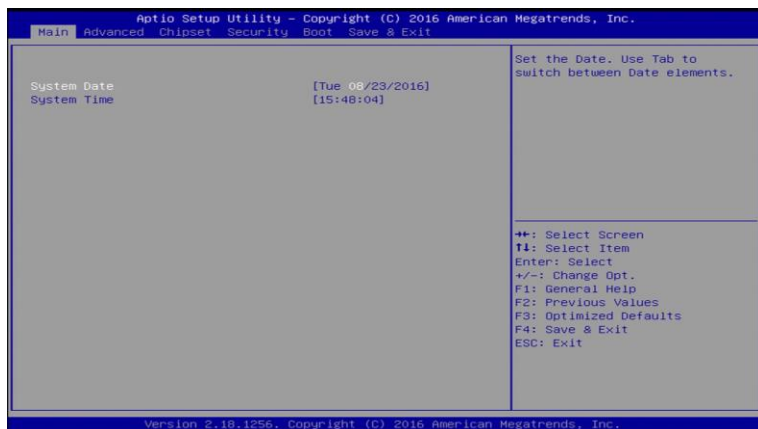 Aptio Setup Utility – Copyright (C) 2016 American Megatrends, Inc.
Main Advanced Chipset Security Boot Save & Exit
System Date [Tue 08/23/2016]
System Time [15:48:04]
Set the Date. Use Tab to
switch between Date elements.
→←: Select Screen
↑↓: Select Item
Enter: Select
+/-: Change Opt.
F1: General Help
F2: Previous Values
F3: Optimized Defaults
F4: Save & Exit
ESC: Exit
Version 2.18.1256. Copyright (C) 2016 American Megatrends, Inc.